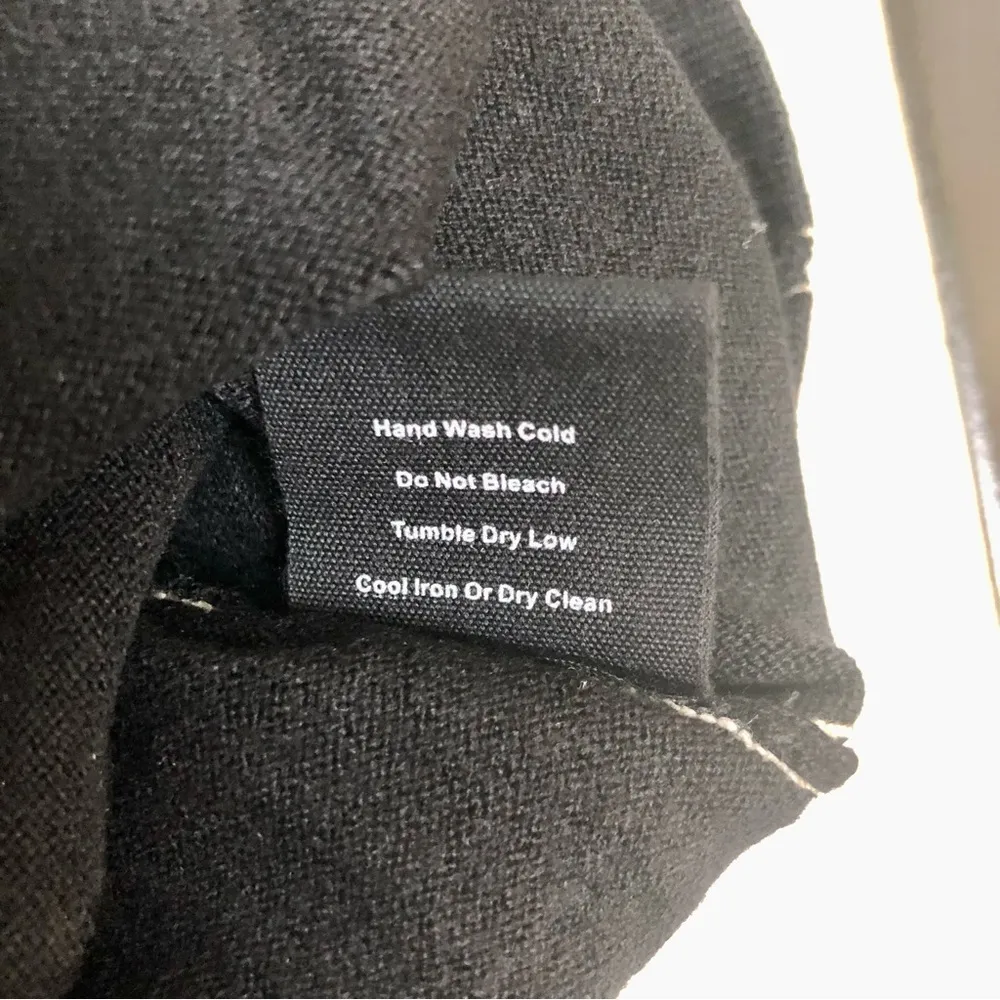 Hand Wash Cold
Do Not Bleach
Tumble Dry Low
Cool Iron Or Dry Clean